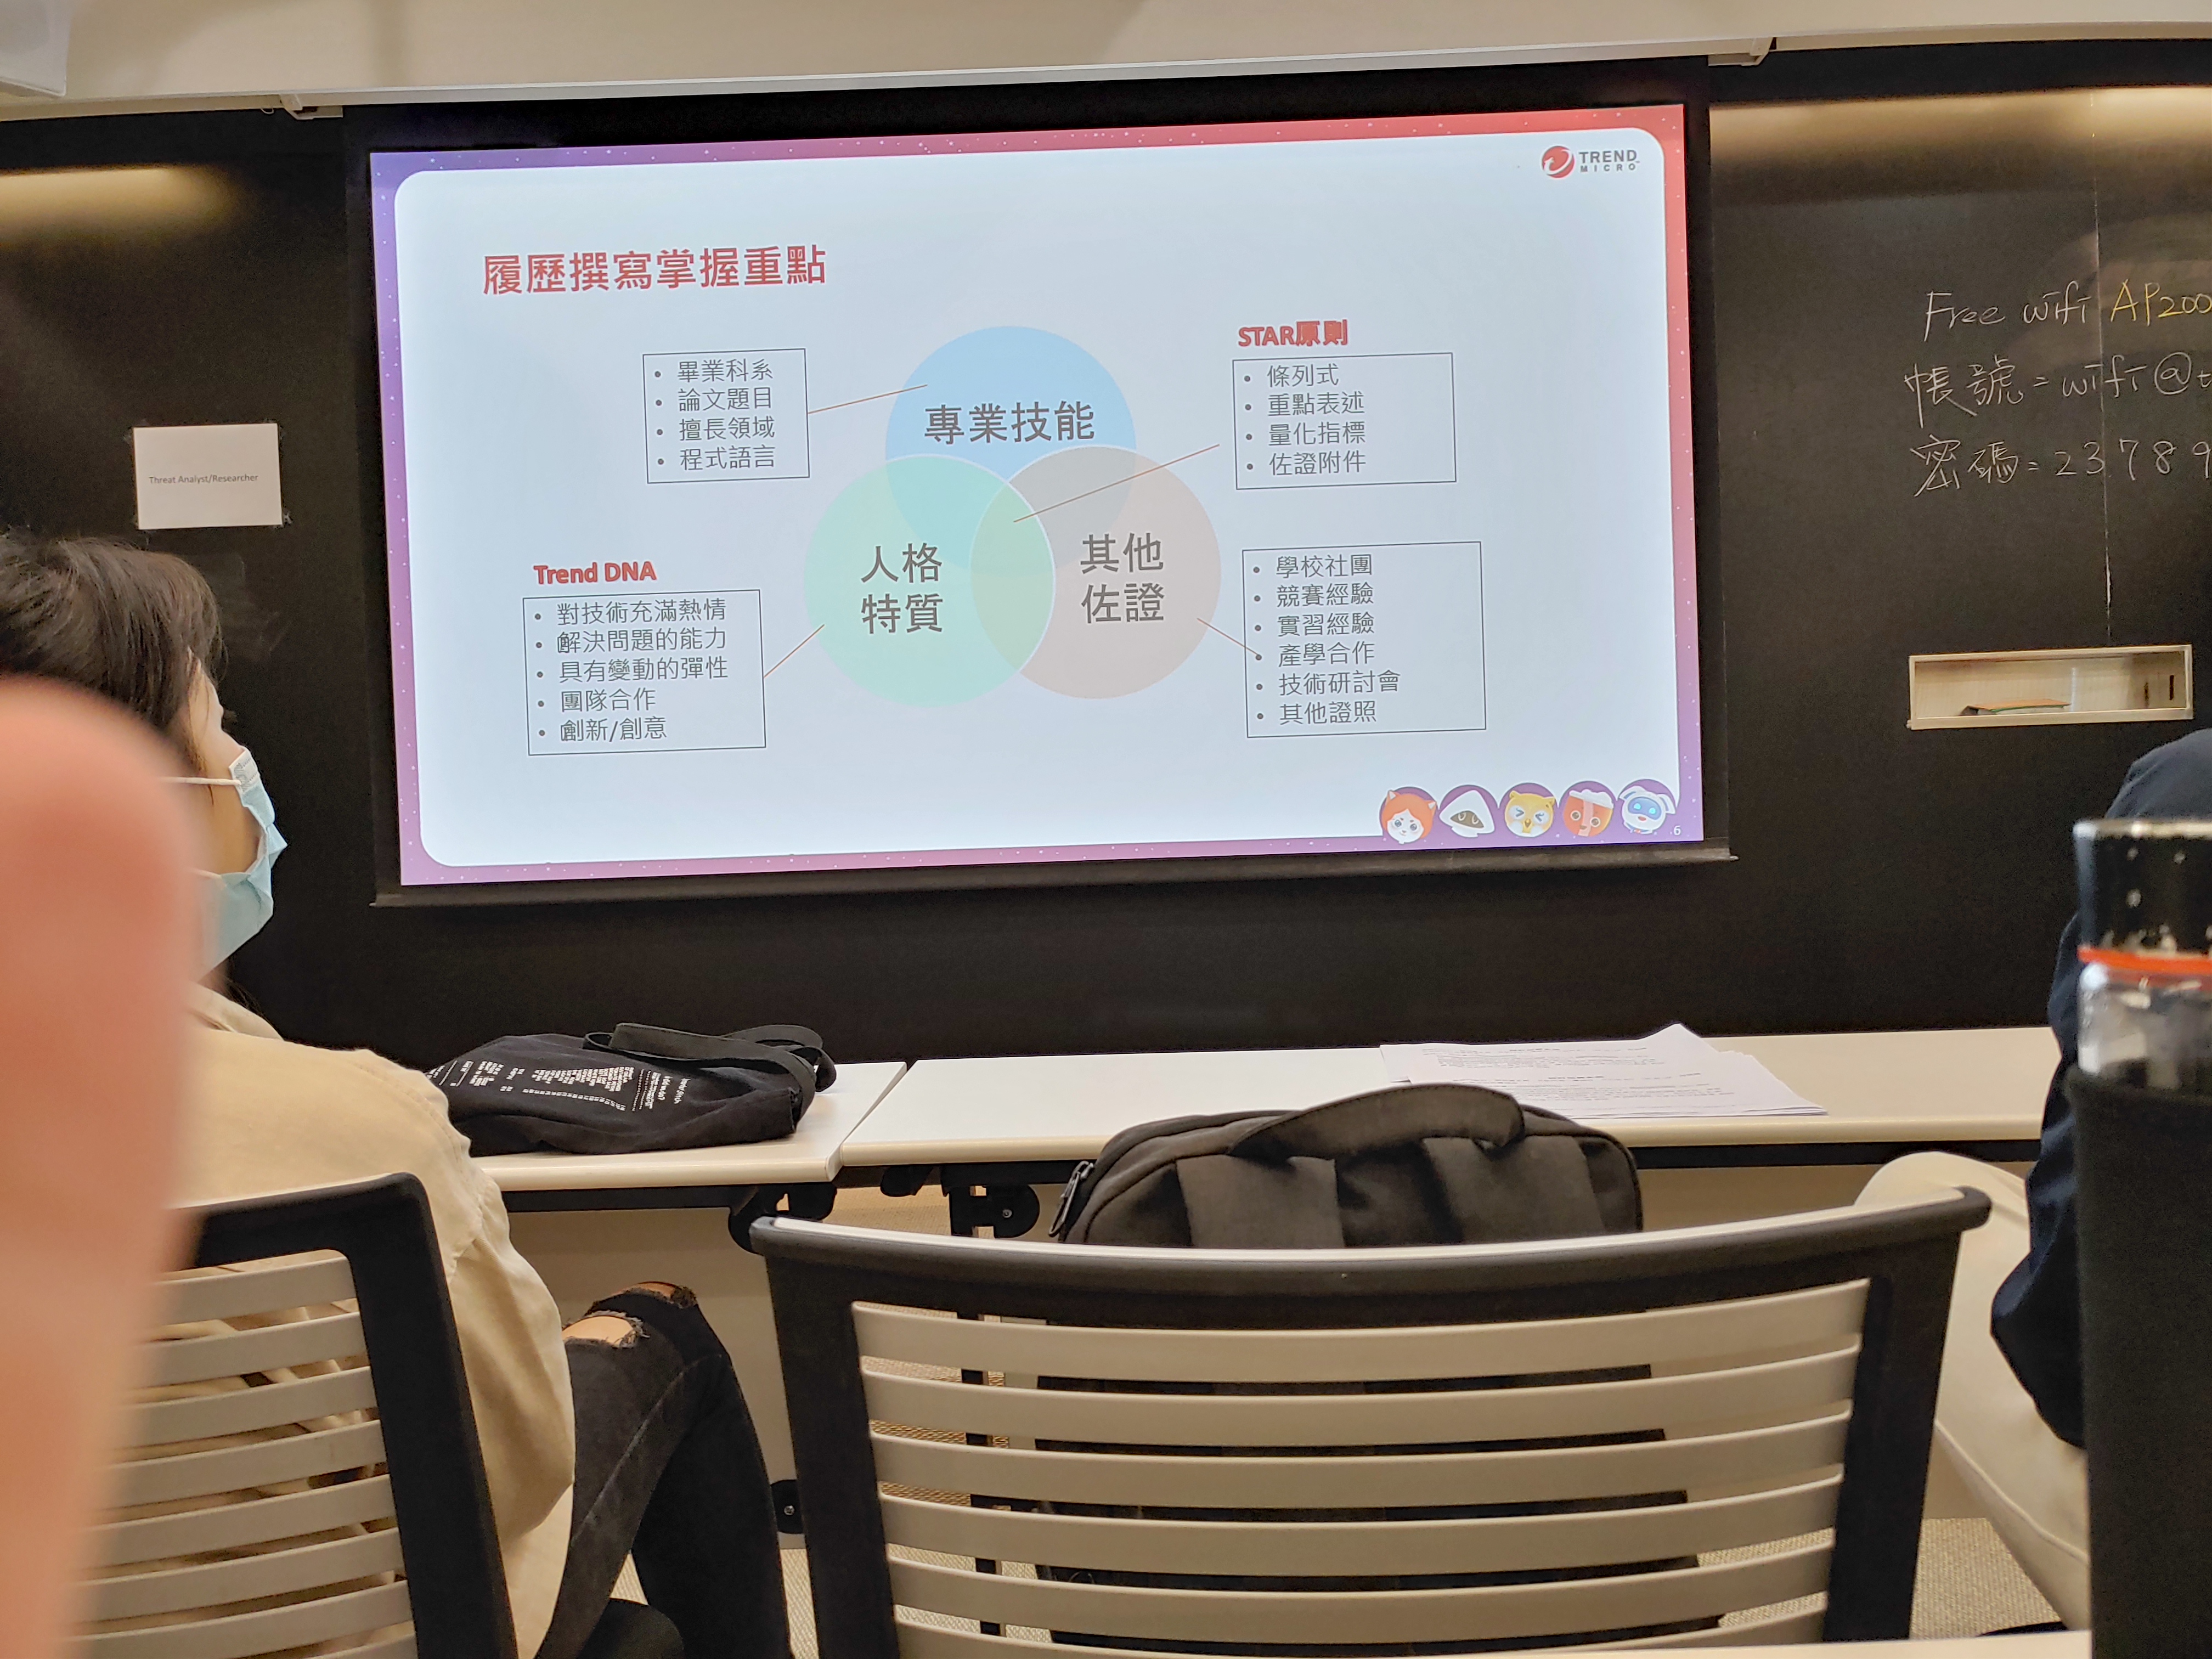 TREND
MICRO
履歷撰寫掌握重點
• 畢業科系
• 論文題目
• 擅長領域
• 程式語言
專業技能
STAR原則
• 條列式
• 重點表述
• 量化指標
• 佐證附件
Trend DNA
• 對技術充滿熱情
• 解決問題的能力
• 具有變動的彈性
• 團隊合作
• 創新/創意
人格
特質
其他
佐證
• 學校社團
• 競賽經驗
• 實習經驗
• 產學合作
• 技術研討會
• 其他證照
6
Threat Analyst/Researcher
Free wifi AP200
帳號=wifi@t
密碼=23789